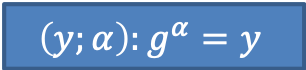 (y; α): g^α = y